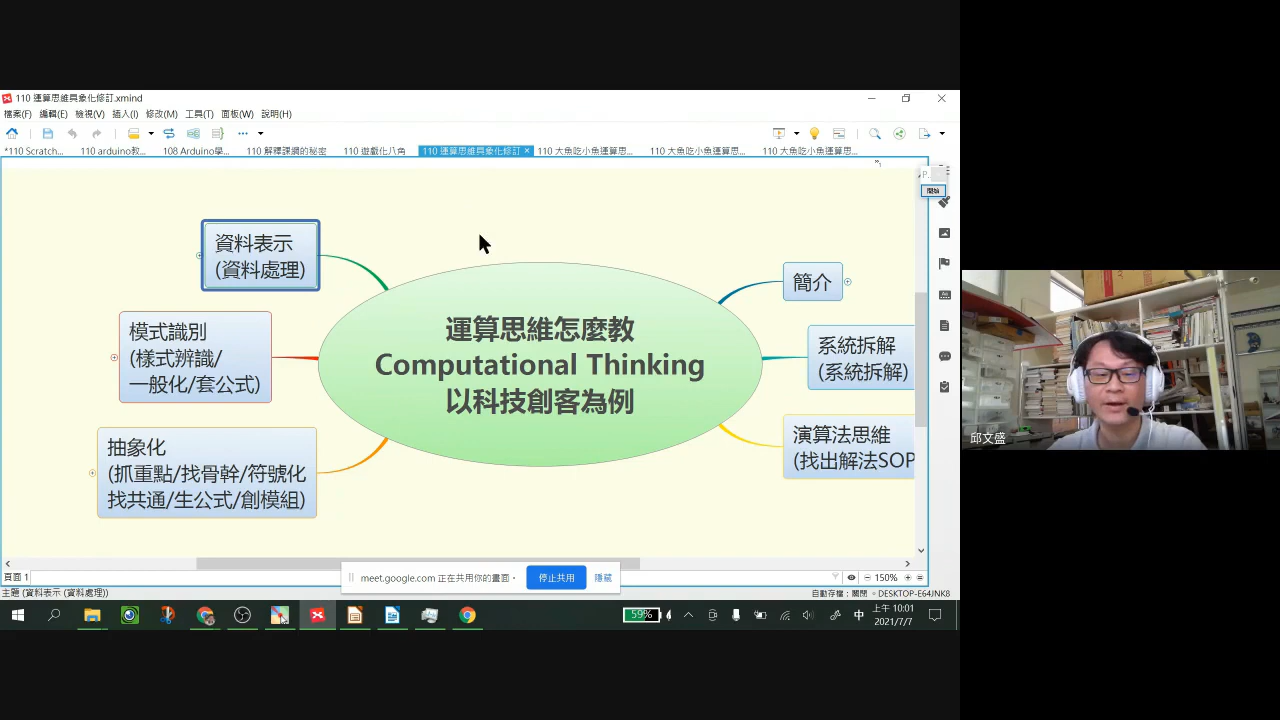 110 運算思維具象化修訂.xmind
檔案(F) 編輯(E) 檢視(V) 插入(I) 修改(M) 工具(T) 面板(W) 說明(H)
*110 Scratch... 110 arduino教... 108 Arduino學... 110 解釋課綱的秘密 110 遊戲化八角 110 運算思維具象化修訂 110 大魚吃小魚運算思... 110 大魚吃小魚運算思... 110 大魚吃小魚運算思...
開始
資料表示
(資料處理)
模式識別
(樣式辨識/
一般化/套公式)
抽象化
(抓重點/找骨幹/符號化
找共通/生公式/創模組)
運算思維怎麼教
Computational Thinking
以科技創客為例
簡介
系統拆解
(系統拆解)
演算法思維
(找出解法SOP
邱文盛
頁面 1
150%
meet.google.com 正在共用你的畫面。
停止共用
隱藏
主題 (資料表示 (資料處理))
自動存檔：關閉
DESKTOP-E64JNK8
59%
中
上午 10:01
2021/7/7